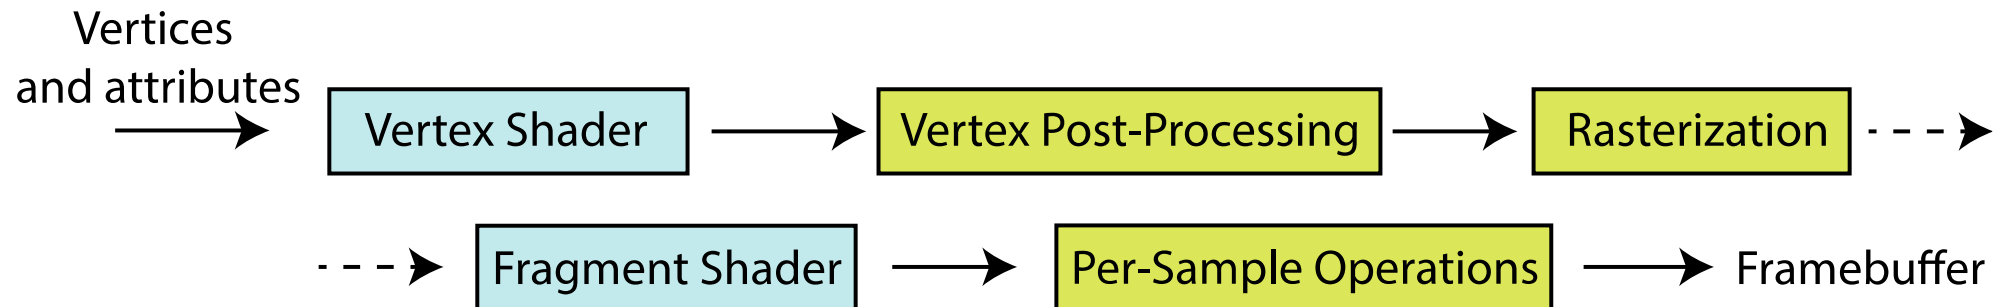 Vertices
and attributes
Vertex Shader
Vertex Post-Processing
Rasterization
Fragment Shader
Per-Sample Operations
Framebuffer